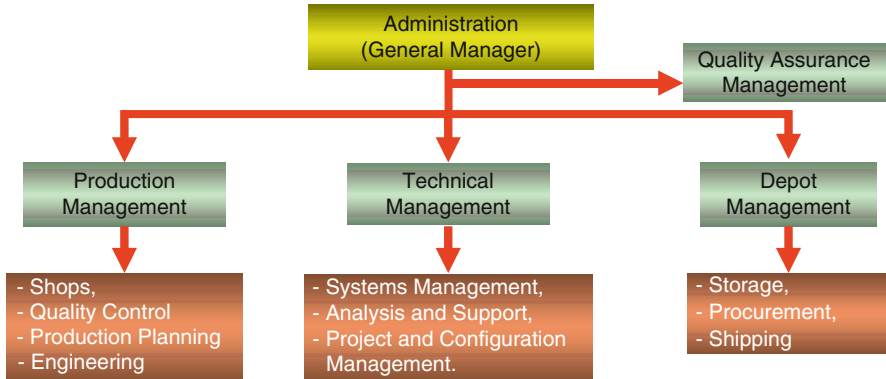 Administration
(General Manager)
Quality Assurance
Management
Production
Management
Technical
Management
Depot
Management
- Shops,
- Quality Control
- Production Planning
- Engineering
- Systems Management,
- Analysis and Support,
- Project and Configuration
Management.
- Storage,
- Procurement,
- Shipping